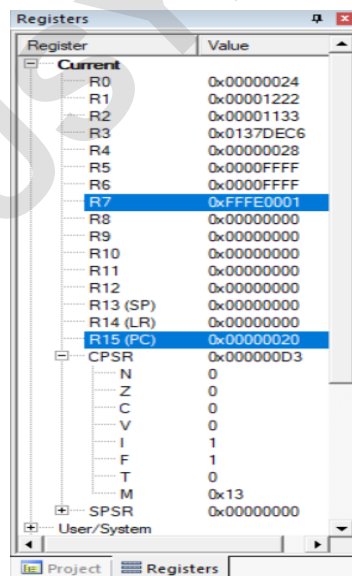 Registers
Register Value
Current
R0 0x00000024
R1 0x00001222
R2 0x00001133
R3 0x0137DEC6
R4 0x00000028
R5 0x0000FFFF
R6 0x0000FFFF
R7 0xFFFE0001
R8 0x00000000
R9 0x00000000
R10 0x00000000
R11 0x00000000
R12 0x00000000
R13 (SP) 0x00000000
R14 (LR) 0x00000000
R15 (PC) 0x00000020
CPSR 0x000000D3
N 0
Z 0
C 0
V 0
I 1
F 1
T 0
M 0x13
SPSR 0x00000000
User/System
Project Registers